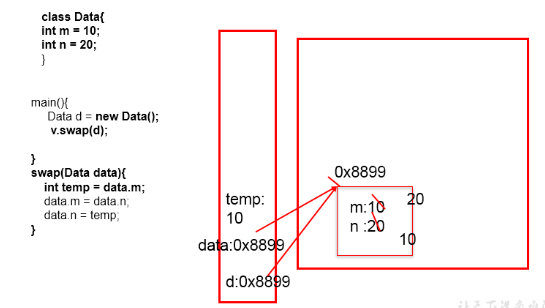 class Data{
int m = 10;
int n = 20;
}
main(){
Data d = new Data();
v.swap(d);
}
swap(Data data){
int temp = data.m;
data.m = data.n;
data.n = temp;
}
temp:
10
data:0x8899
d:0x8899
0x8899
m:10 20
n :20
10